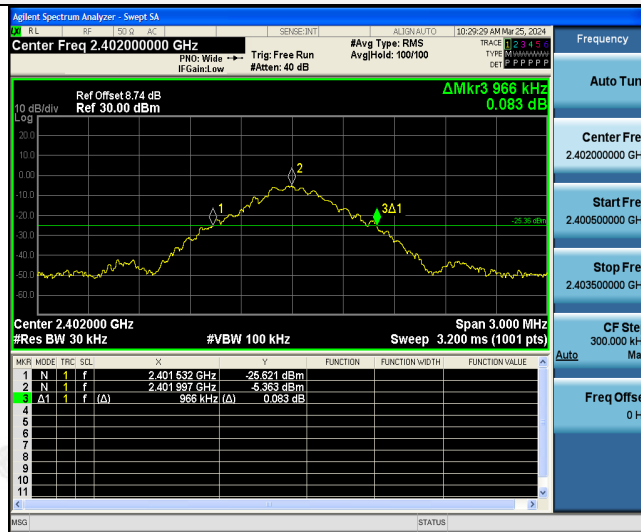 Agilent Spectrum Analyzer - Swept SA
LXI RL RF 50 Ω AC SENSE:INT ALIGN AUTO 10:29:29 AM Mar 25, 2024
Center Freq 2.402000000 GHz
PNO: Wide
IFGain:Low
Trig: Free Run
#Atten: 40 dB
#Avg Type: RMS
Avg|Hold: 100/100
TRACE 1 2 3 4 5 6
TYPE MWWWWW
DET P P P P P P
Ref Offset 8.74 dB
10 dB/div Ref 30.00 dBm
Log
ΔMkr3 966 kHz
0.083 dB
20.0
10.0
0.00
-10.0
-20.0
-30.0
-40.0
-50.0
-60.0
1
2
3Δ1
-25.36 dBm
Center 2.402000 GHz Span 3.000 MHz
#Res BW 30 kHz #VBW 100 kHz Sweep 3.200 ms (1001 pts)
MKR MODE TRC SCL X Y FUNCTION FUNCTION WIDTH FUNCTION VALUE
1 N 1 f 2.401 532 GHz -25.621 dBm
2 N 1 f 2.401 997 GHz -5.363 dBm
3 Δ1 1 f (Δ) 966 kHz (Δ) 0.083 dB
4
5
6
7
8
9
10
11
MSG STATUS
Frequency
Auto Tun
Center Fre
2.402000000 GH
Start Fre
2.400500000 GH
Stop Fre
2.403500000 GH
CF Ste
300.000 kH
Auto Ma
Freq Offse
0 H